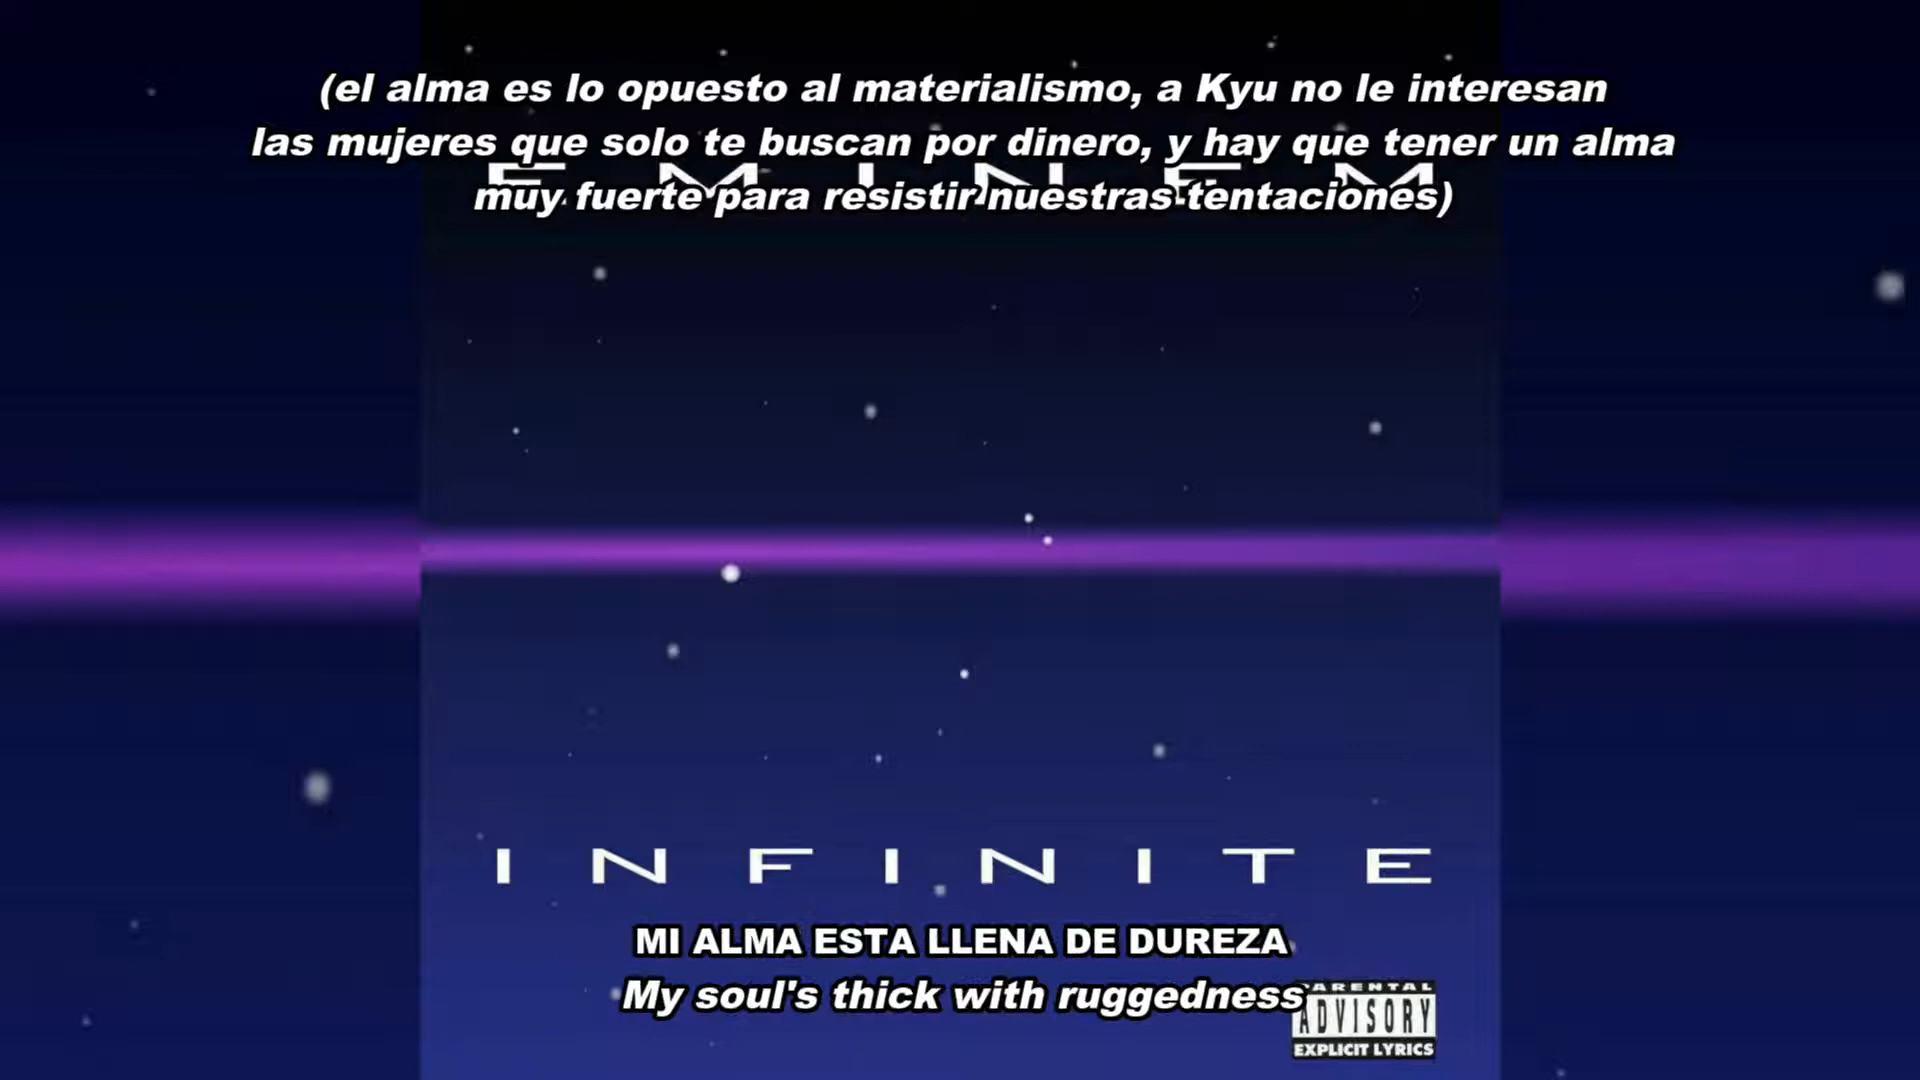 (el alma es lo opuesto al materialismo, a Kyu no le interesan
las mujeres que solo te buscan por dinero, y hay que tener un alma
EMINEM
muy fuerte para resistir nuestras tentaciones)
INFINITE
MI ALMA ESTA LLENA DE DUREZA
My soul's thick with ruggedness
PARENTAL
ADVISORY
EXPLICIT LYRICS